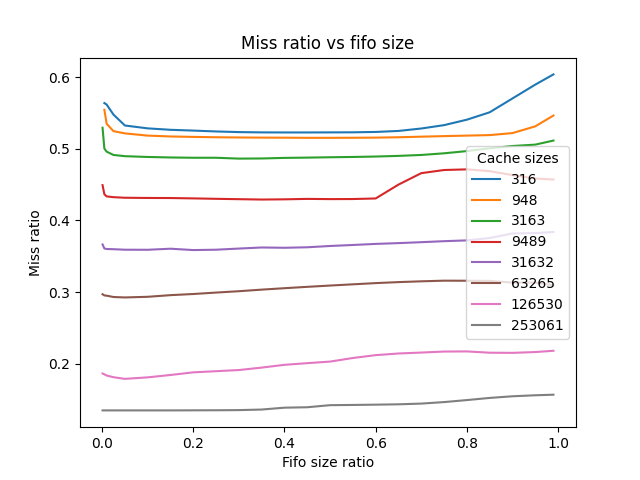 Miss ratio vs fifo size
0.6
0.5
0.4
0.3
0.2
Miss ratio
Cache sizes
316
948
3163
9489
31632
63265
126530
253061
0.0 0.2 0.4 0.6 0.8 1.0
Fifo size ratio